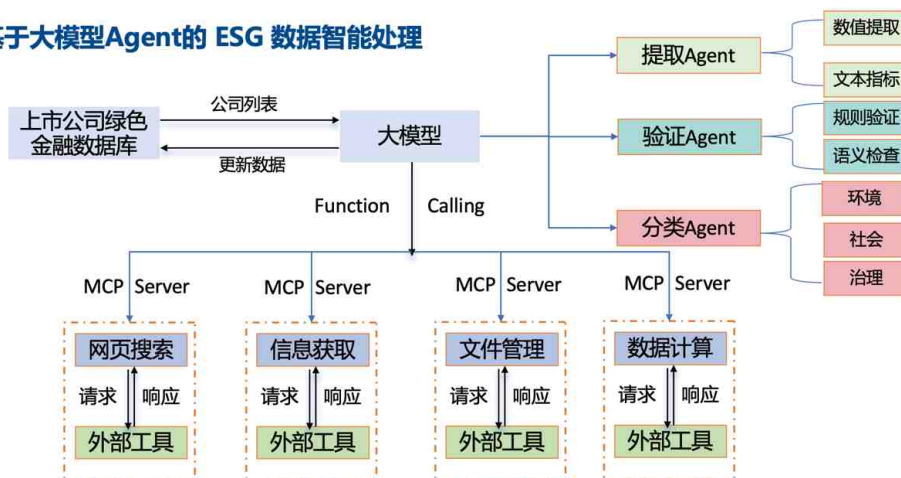 基于大模型Agent的 ESG 数据智能处理
上市公司绿色
金融数据库
公司列表
更新数据
大模型
提取Agent
数值提取
文本指标
验证Agent
规则验证
语义检查
分类Agent
环境
社会
治理
Function Calling
MCP Server
MCP Server
MCP Server
MCP Server
网页搜索
信息获取
文件管理
数据计算
请求 响应
请求 响应
请求 响应
请求 响应
外部工具
外部工具
外部工具
外部工具